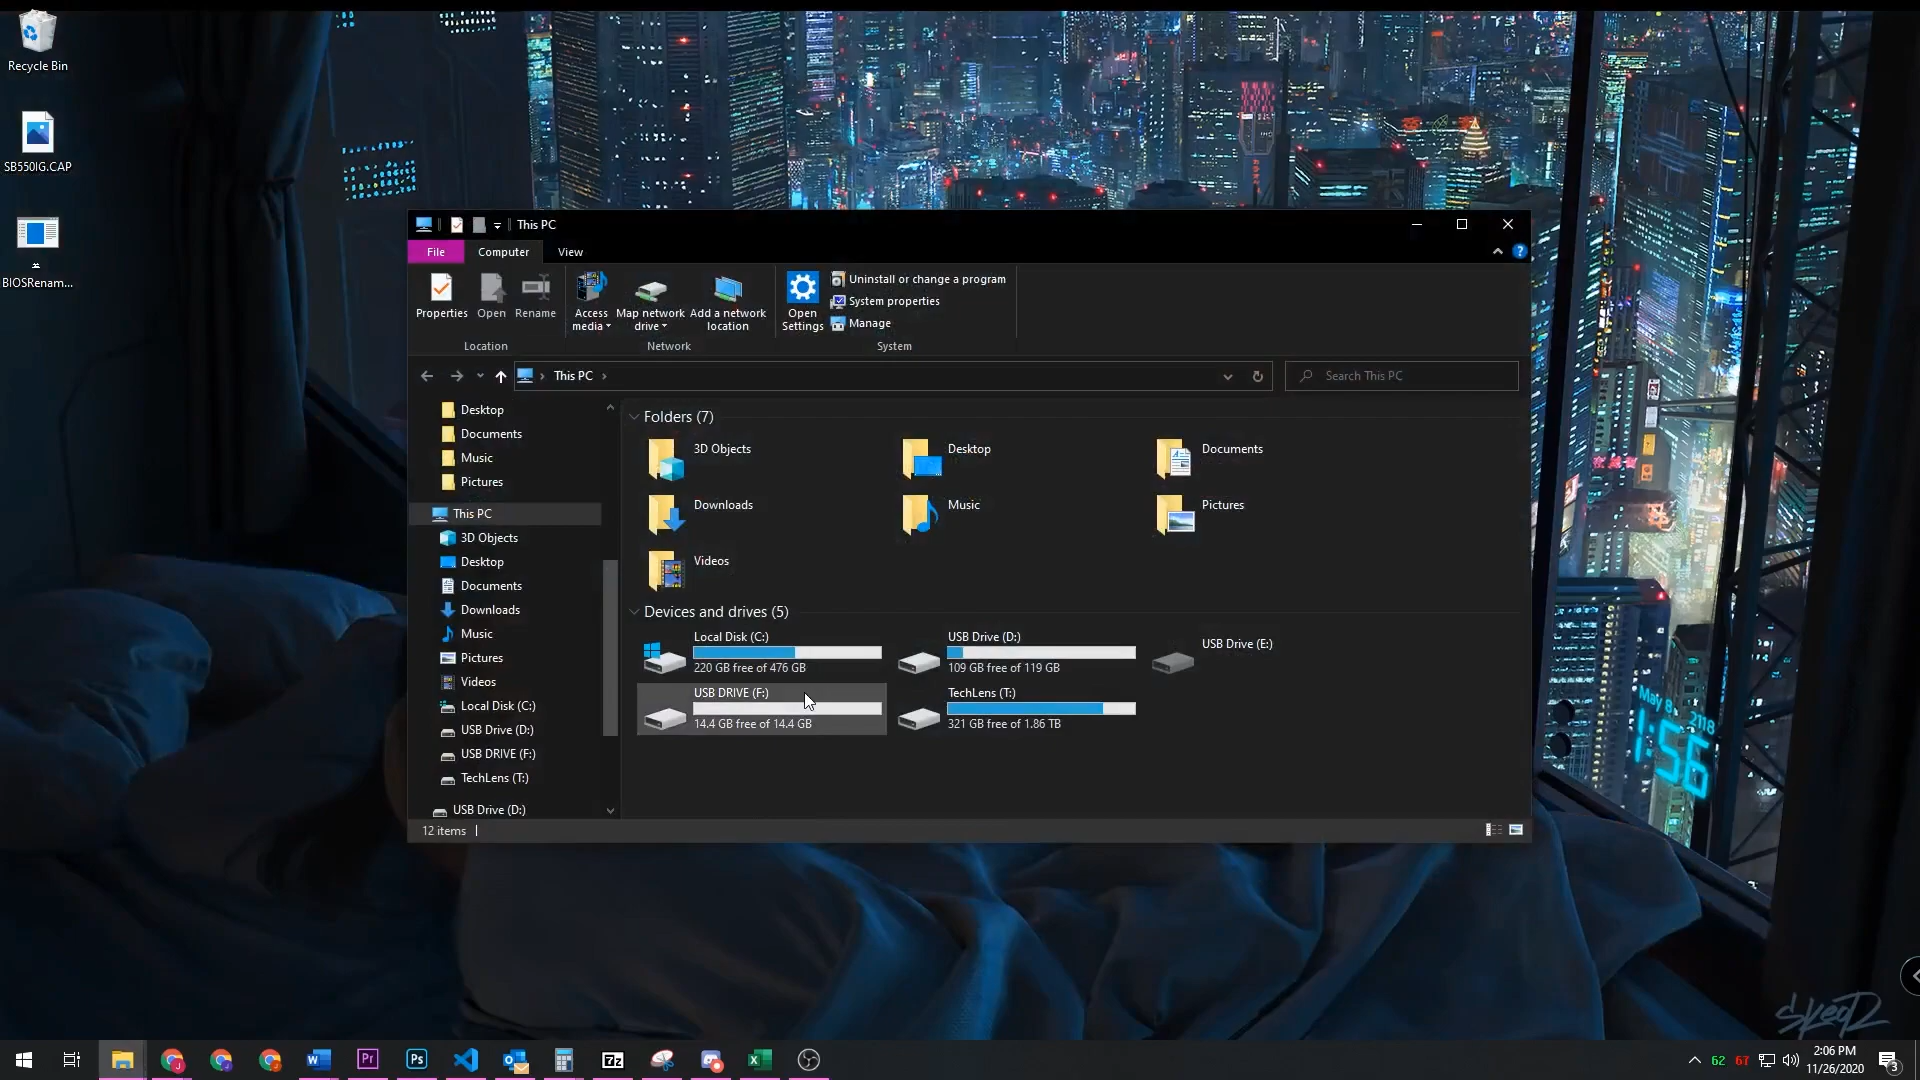 Recycle Bin
SB550IG.CAP
BIOSRenam...
This PC
File
Computer
View
Properties
Open
Rename
Access
media
Map network
drive
Add a network
location
Open
Settings
Uninstall or change a program
System properties
Manage
Location
Network
System
This PC
Search This PC
Desktop
Documents
Music
Pictures
This PC
3D Objects
Desktop
Documents
Downloads
Music
Pictures
Videos
Local Disk (C:)
USB Drive (D:)
USB DRIVE (F:)
TechLens (T:)
USB Drive (D:)
Folders (7)
3D Objects
Desktop
Documents
Downloads
Music
Pictures
Videos
Devices and drives (5)
Local Disk (C:)
220 GB free of 476 GB
USB Drive (D:)
109 GB free of 119 GB
USB Drive (E:)
USB DRIVE (F:)
14.4 GB free of 14.4 GB
TechLens (T:)
321 GB free of 1.86 TB
12 items
May 8 2118
1:56
62 67
2:06 PM
11/26/2020
3